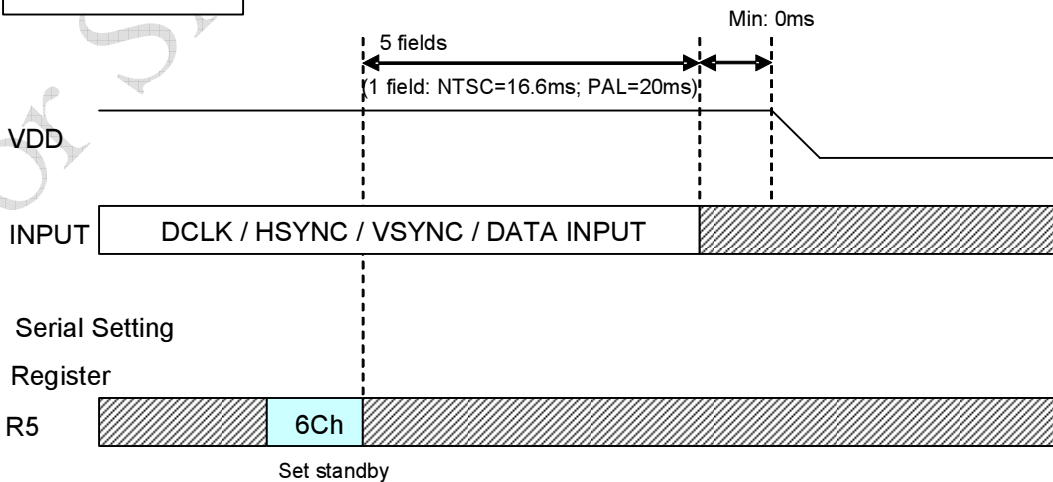 Min: 0ms
5 fields
(1 field: NTSC=16.6ms; PAL=20ms)
VDD
INPUT
DCLK / HSYNC / VSYNC / DATA INPUT
Serial Setting
Register
R5
6Ch
Set standby